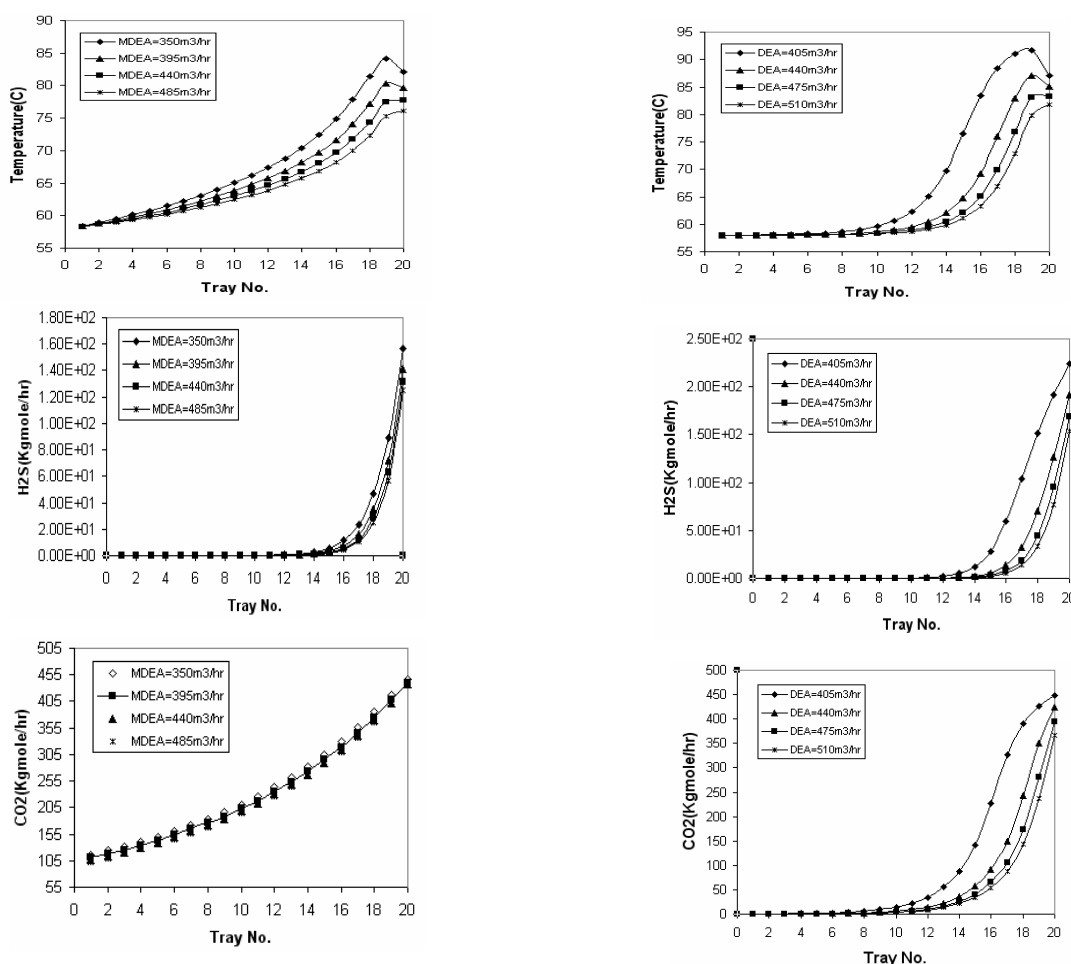 90
85
80
75
70
65
60
55
Temperature(C)
MDEA=350m3/hr
MDEA=395m3/hr
MDEA=440m3/hr
MDEA=485m3/hr
0 2 4 6 8 10 12 14 16 18 20
Tray No.
95
90
85
80
75
70
65
60
55
Temperature(C)
DEA=405m3/hr
DEA=440m3/hr
DEA=475m3/hr
DEA=510m3/hr
0 2 4 6 8 10 12 14 16 18 20
Tray No.
1.80E+02
1.60E+02
1.40E+02
1.20E+02
1.00E+02
8.00E+01
6.00E+01
4.00E+01
2.00E+01
0.00E+00
H2S(Kgmole/hr)
MDEA=350m3/hr
MDEA=395m3/hr
MDEA=440m3/hr
MDEA=485m3/hr
0 2 4 6 8 10 12 14 16 18 20
Tray No.
2.50E+02
2.00E+02
1.50E+02
1.00E+02
5.00E+01
0.00E+00
H2S(Kgmole/hr)
DEA=405m3/hr
DEA=440m3/hr
DEA=475m3/hr
DEA=510m3/hr
0 2 4 6 8 10 12 14 16 18 20
Tray No.
505
455
405
355
305
255
205
155
105
55
CO2(Kgmole/hr)
MDEA=350m3/hr
MDEA=395m3/hr
MDEA=440m3/hr
MDEA=485m3/hr
0 2 4 6 8 10 12 14 16 18 20
Tray No.
500
450
400
350
300
250
200
150
100
50
0
CO2(Kgmole/hr)
DEA=405m3/hr
DEA=440m3/hr
DEA=475m3/hr
DEA=510m3/hr
0 2 4 6 8 10 12 14 16 18 20
Tray No.